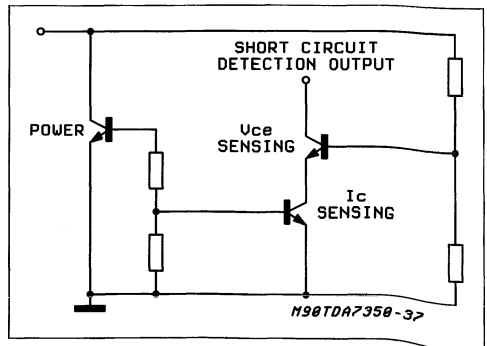 SHORT CIRCUIT
DETECTION OUTPUT
POWER
Vce
SENSING
Ic
SENSING
M90TDA7350-37